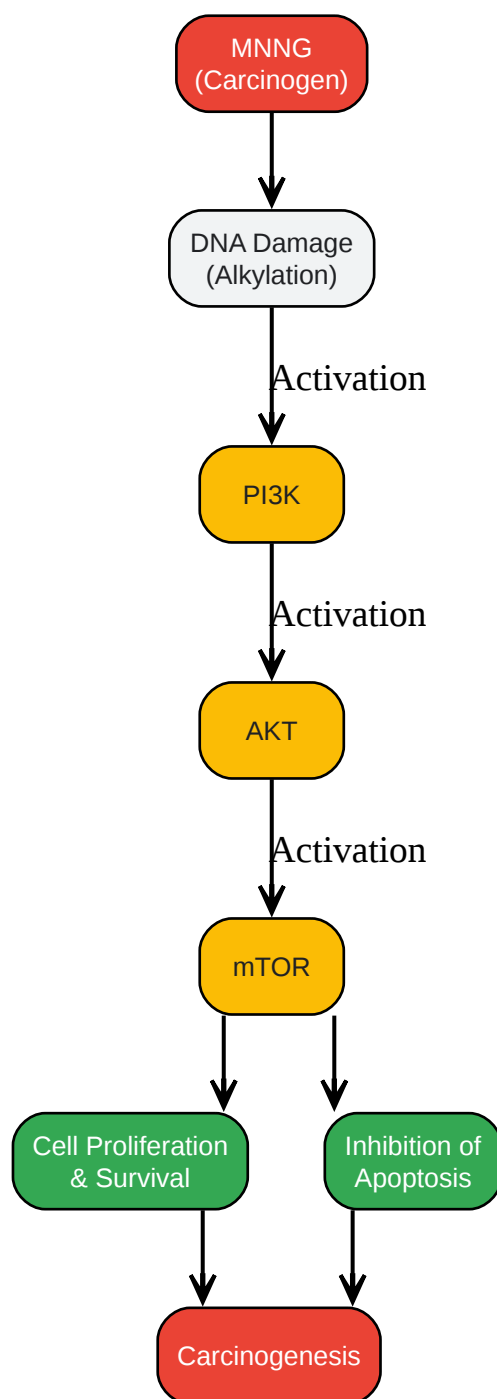 MNNG
(Carcinogen)
DNA Damage
(Alkylation)
Activation
PI3K
Activation
AKT
Activation
mTOR
Cell Proliferation
& Survival
Inhibition of
Apoptosis
Carcinogenesis